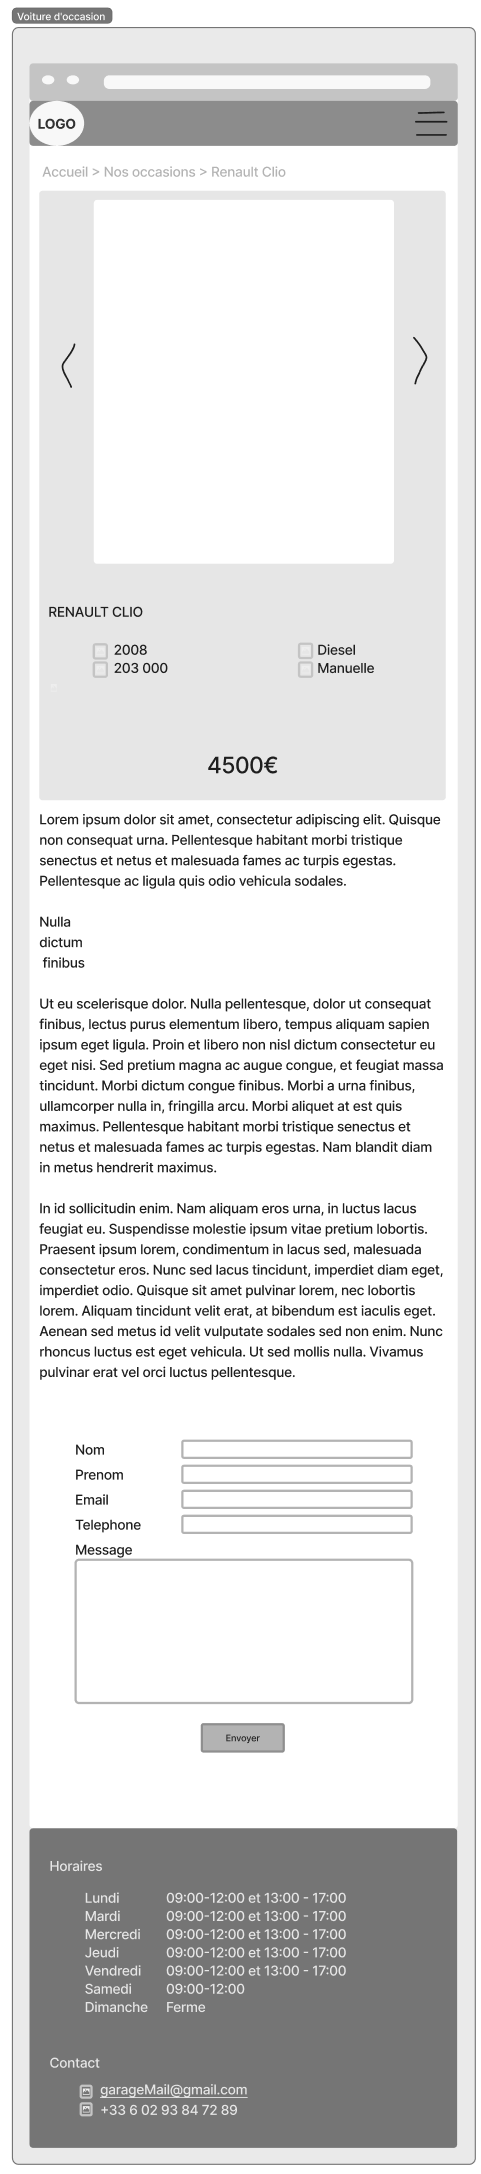 Voiture d'occasion
LOGO
Accueil > Nos occasions > Renault Clio
RENAULT CLIO
2008
Diesel
203 000
Manuelle
4500€
Lorem ipsum dolor sit amet, consectetur adipiscing elit. Quisque
non consequat urna. Pellentesque habitant morbi tristique
senectus et netus et malesuada fames ac turpis egestas.
Pellentesque ac ligula quis odio vehicula sodales.
Nulla
dictum
finibus
Ut eu scelerisque dolor. Nulla pellentesque, dolor ut consequat
finibus, lectus purus elementum libero, tempus aliquam sapien
ipsum eget ligula. Proin et libero non nisl dictum consectetur eu
eget nisi. Sed pretium magna ac augue congue, et feugiat massa
tincidunt. Morbi dictum congue finibus. Morbi a urna finibus,
ullamcorper nulla in, fringilla arcu. Morbi aliquet at est quis
maximus. Pellentesque habitant morbi tristique senectus et
netus et malesuada fames ac turpis egestas. Nam blandit diam
in metus hendrerit maximus.
In id sollicitudin enim. Nam aliquam eros urna, in luctus lacus
feugiat eu. Suspendisse molestie ipsum vitae pretium lobortis.
Praesent ipsum lorem, condimentum in lacus sed, malesuada
consectetur eros. Nunc sed lacus tincidunt, imperdiet diam eget,
imperdiet odio. Quisque sit amet pulvinar lorem, nec lobortis
lorem. Aliquam tincidunt velit erat, at bibendum est iaculis eget.
Aenean sed metus id velit vulputate sodales sed non enim. Nunc
rhoncus luctus est eget vehicula. Ut sed mollis nulla. Vivamus
pulvinar erat vel orci luctus pellentesque.
Nom
Prenom
Email
Telephone
Message
Envoyer
Horaires
Lundi 09:00-12:00 et 13:00 - 17:00
Mardi 09:00-12:00 et 13:00 - 17:00
Mercredi 09:00-12:00 et 13:00 - 17:00
Jeudi 09:00-12:00 et 13:00 - 17:00
Vendredi 09:00-12:00 et 13:00 - 17:00
Samedi 09:00-12:00
Dimanche Ferme
Contact
garageMail@gmail.com
+33 6 02 93 84 72 89